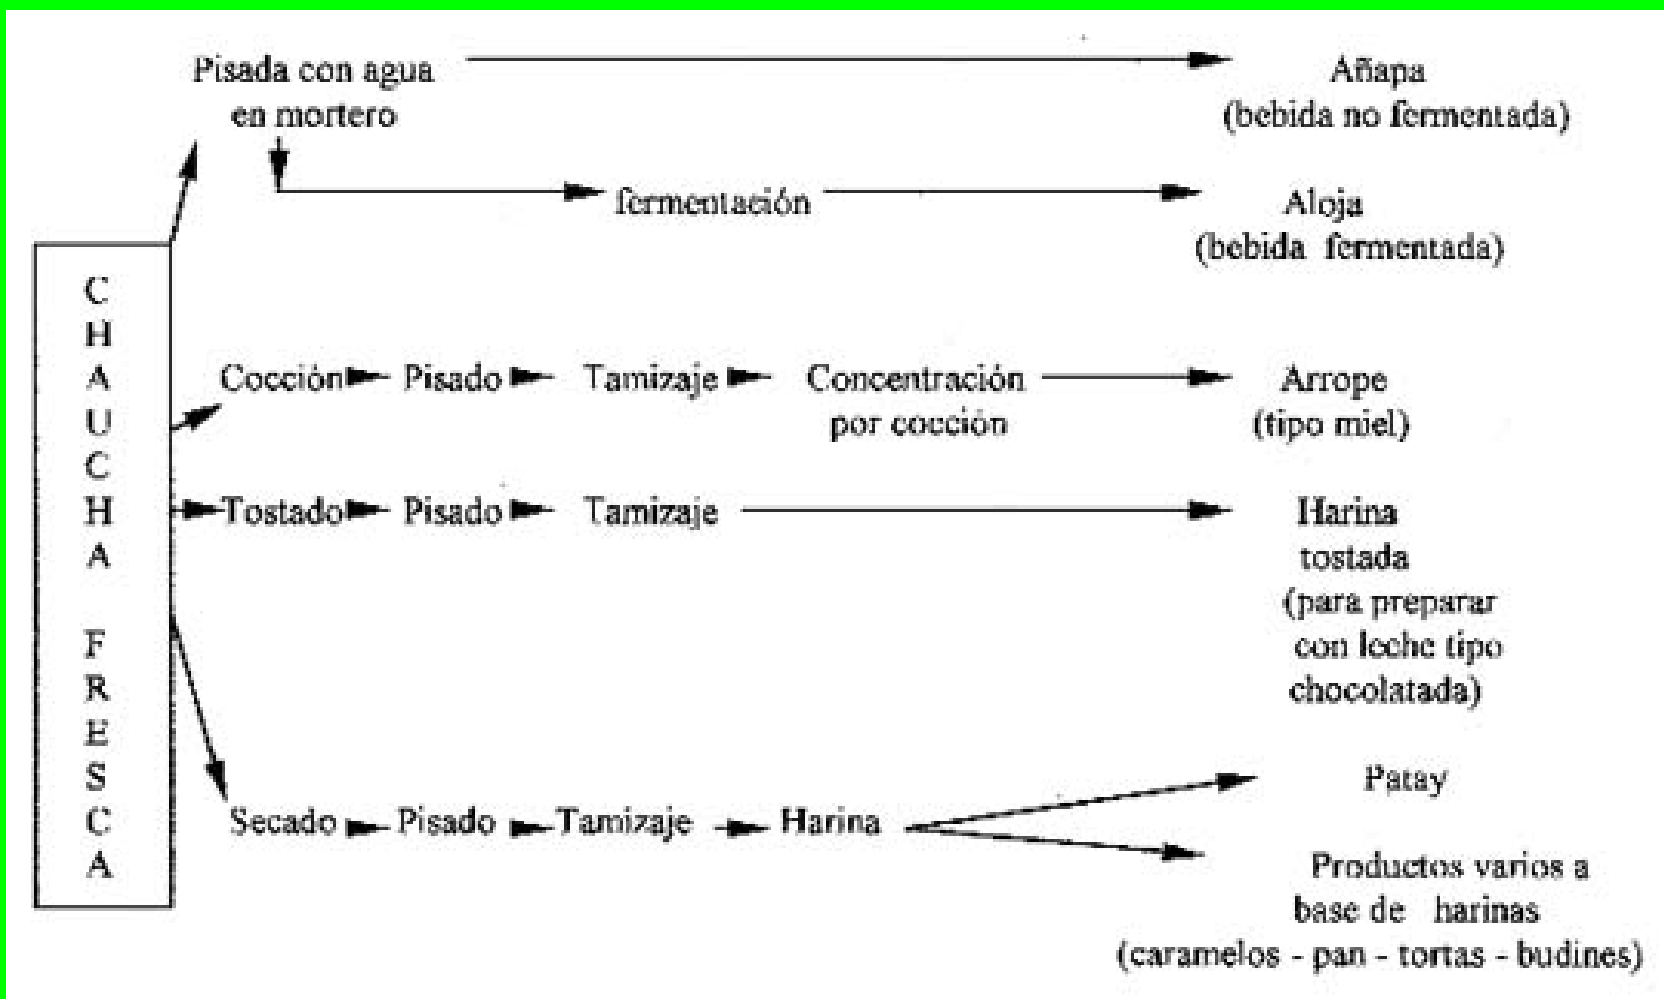 CHAUCHA FRESCA
Pisada con agua
en mortero
Añapa
(bebida no fermentada)
fermentación
Aloja
(bebida fermentada)
Cocción Pisado Tamizaje Concentración
por cocción
Arrope
(tipo miel)
Tostado Pisado Tamizaje
Harina
tostada
(para preparar
con leche tipo
chocolatada)
Secado Pisado Tamizaje Harina
Patay
Productos varios a
base de harinas
(caramelos - pan - tortas - budines)